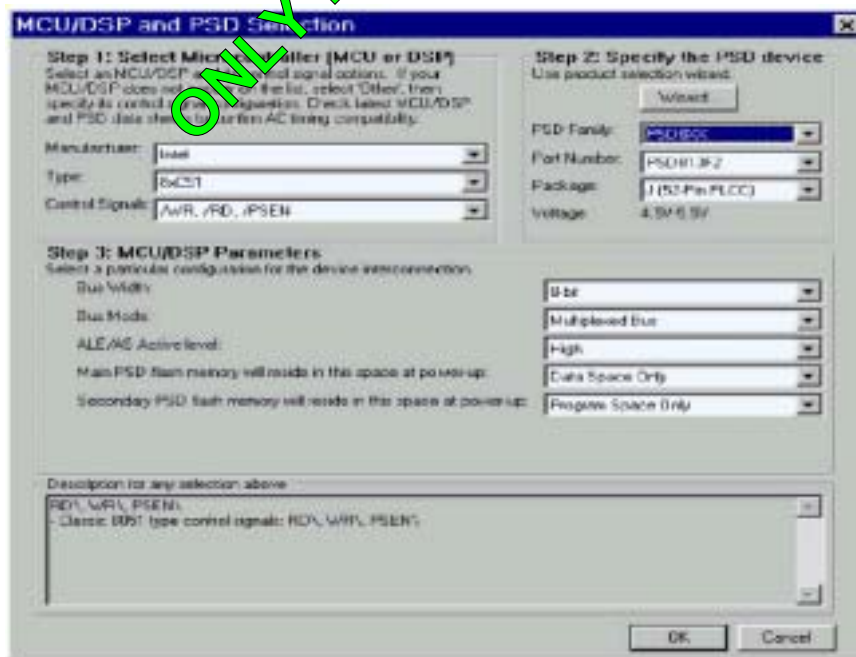 MCU/DSP and PSD Selection
ONLY
Step 1: Select Microcontroller (MCU or DSP)
Select an MCU/DSP and control signal options. If your
MCU/DSP does not on the list, select 'Other', then
specify its control configuration. Check latest MCU/DSP
and PSD data sheets to confirm AC timing compatibility.
Manufacturer: Intel
Type: 8xC51
Control Signals: /WR, /RD, /PSEN
Step 2: Specify the PSD device
Use product selection wizard.
Wizard...
PSD Family: PSD8XX
Part Number: PSD813F2
Package: J (52-Pin PLCC)
Voltage: 4.5V-5.5V
Step 3: MCU/DSP Parameters
Select a particular configuration for the device interconnection.
Bus Width: 8-bit
Bus Mode: Multiplexed Bus
ALE/AS Active level: High
Main PSD flash memory will reside in this space at power-up: Data Space Only
Secondary PSD flash memory will reside in this space at power-up: Program Space Only
Description for any selection above
RD\, WR\, PSEN\
- Classic 8051 type control signals: RD\, WR\, PSEN\
OK
Cancel